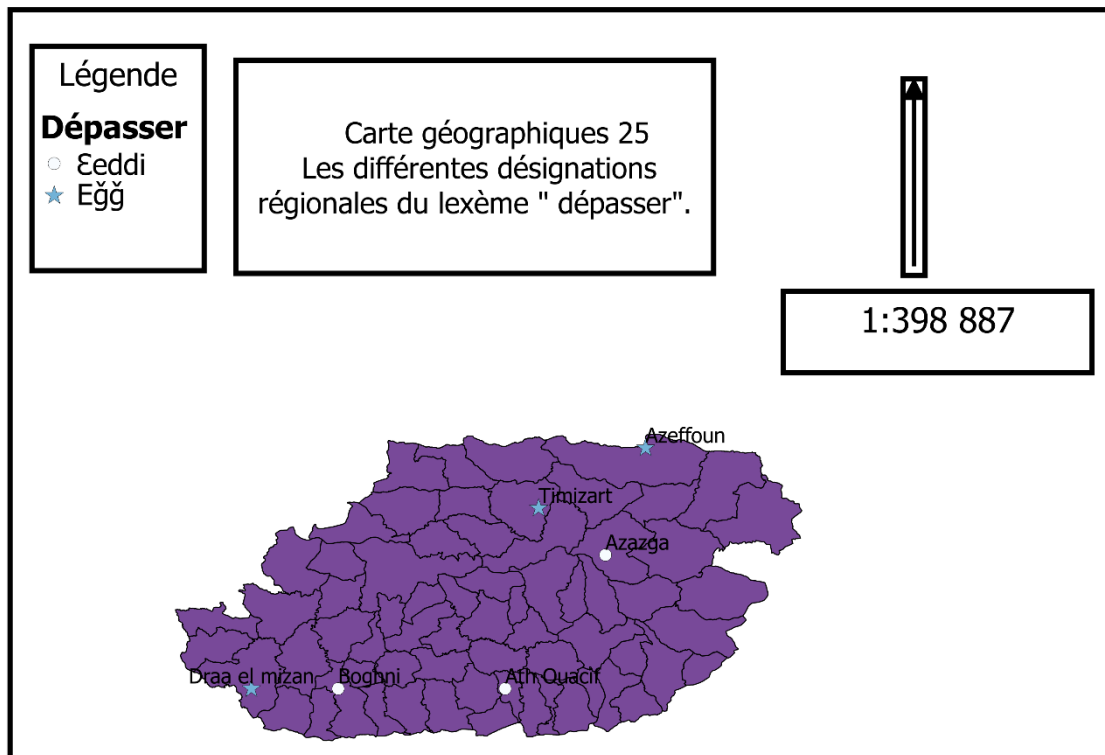 Légende
Dépasser
Ɛeddi
Eǧǧ
Carte géographiques 25
Les différentes désignations
régionales du lexème " dépasser".
1:398 887
Azeffoun
Timizart
Azazga
Draa el mizan
Boghni
Ath Ouacif